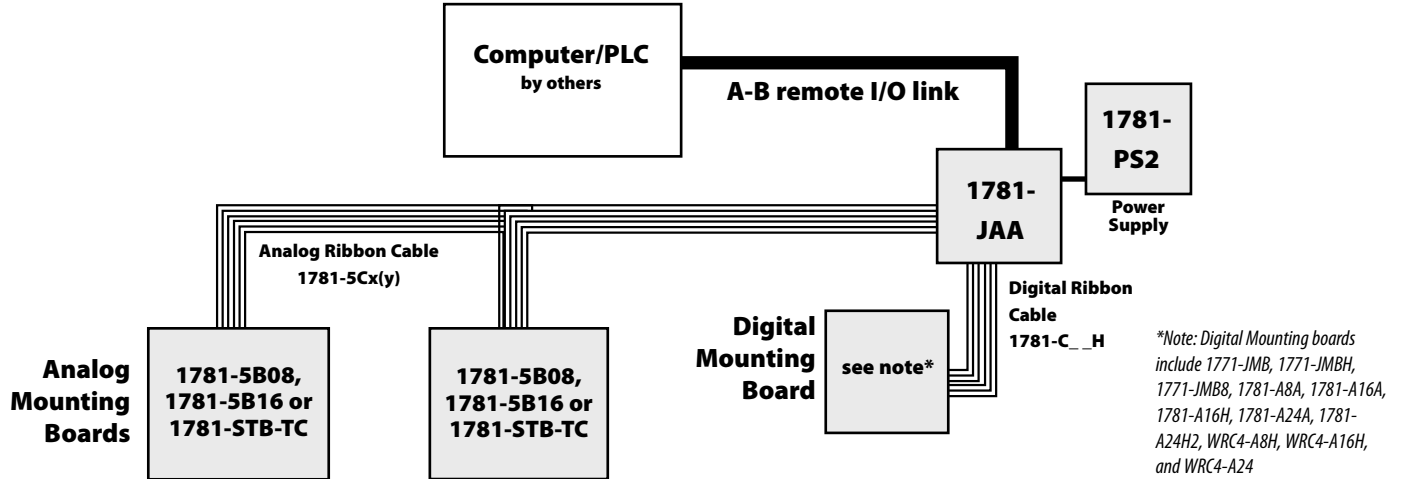 Computer/PLC
by others
A-B remote I/O link
1781-
PS2
Power
Supply
1781-
JAA
Analog Ribbon Cable
1781-5Cx(y)
Digital Ribbon
Cable
1781-C_ _H
Analog
Mounting
Boards
1781-5B08,
1781-5B16 or
1781-STB-TC
1781-5B08,
1781-5B16 or
1781-STB-TC
Digital
Mounting
Board
see note*
*Note: Digital Mounting boards
include 1771-JMB, 1771-JMBH,
1771-JMB8, 1781-A8A, 1781-A16A,
1781-A16H, 1781-A24A, 1781-
A24H2, WRC4-A8H, WRC4-A16H,
and WRC4-A24